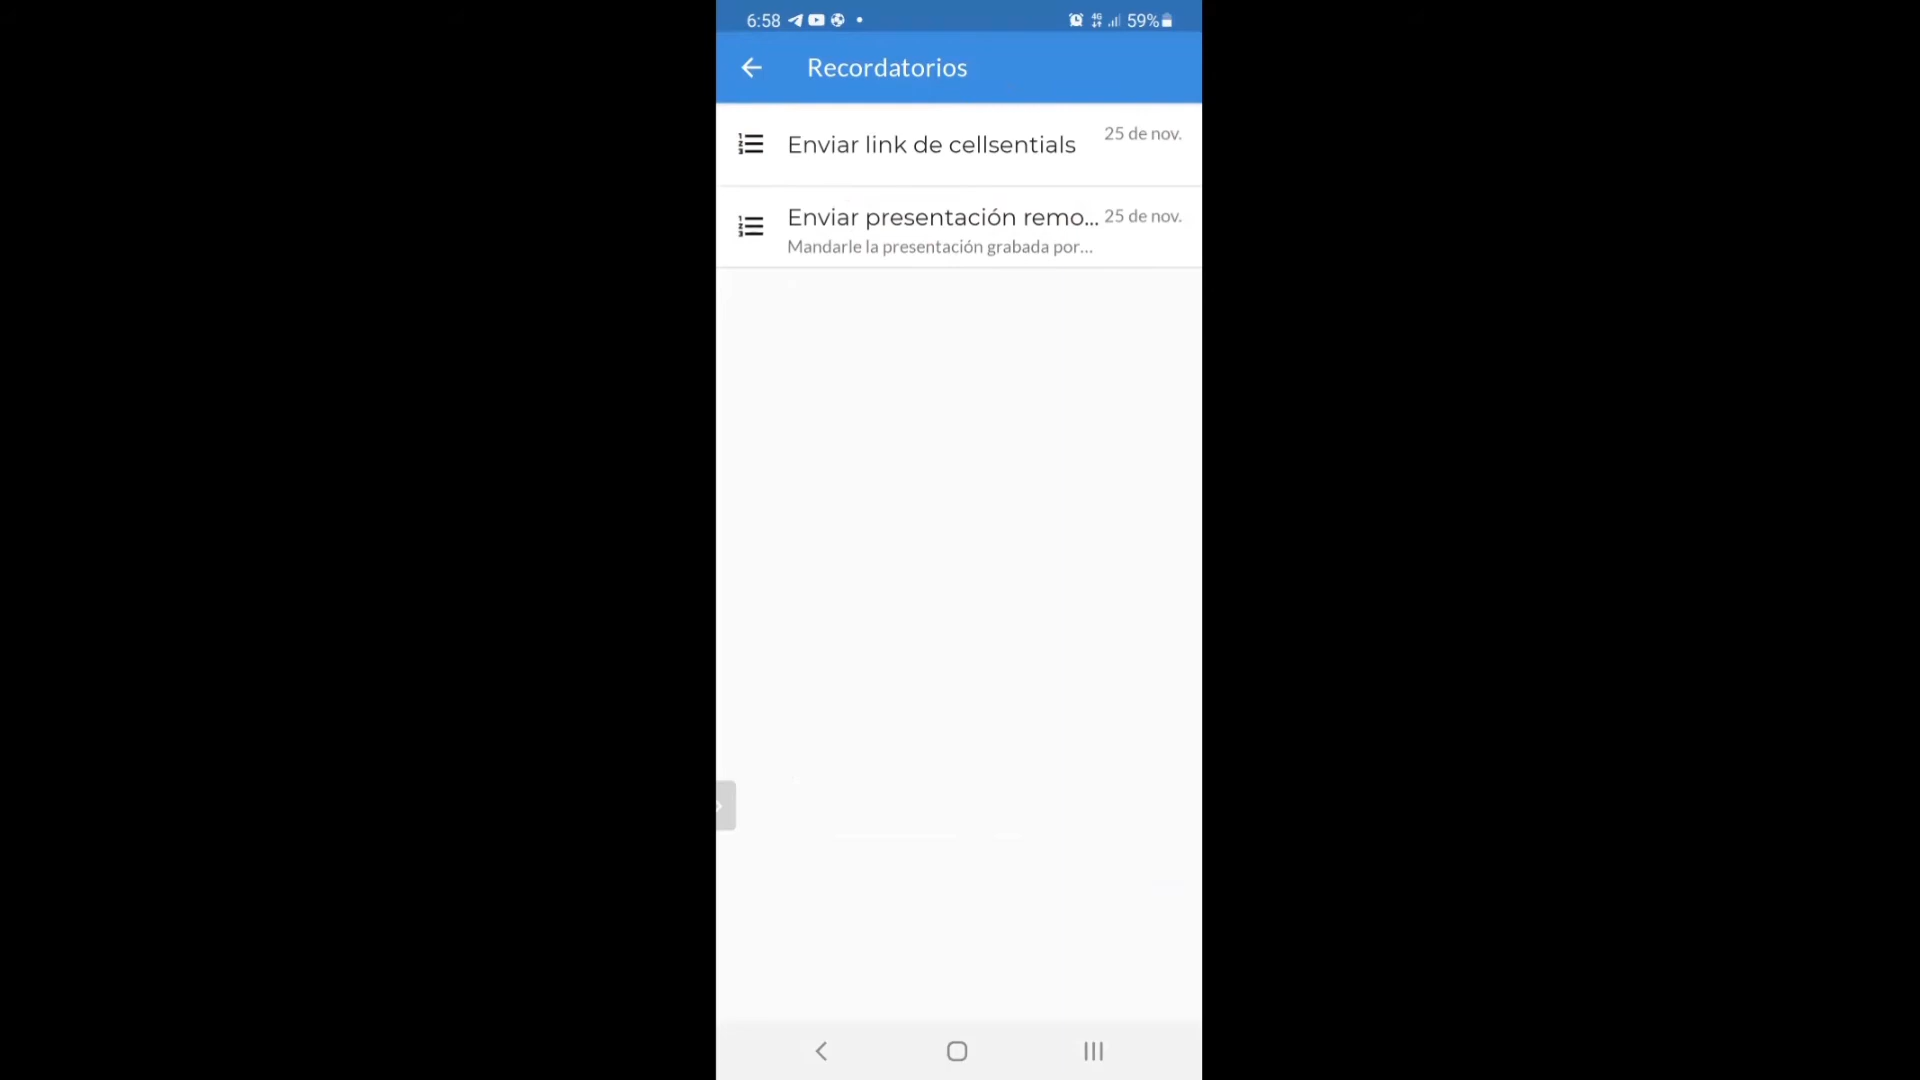 6:58 4G 59%
Recordatorios
Enviar link de cellsentials 25 de nov.
Enviar presentación remo... 25 de nov.
Mandarle la presentación grabada por...